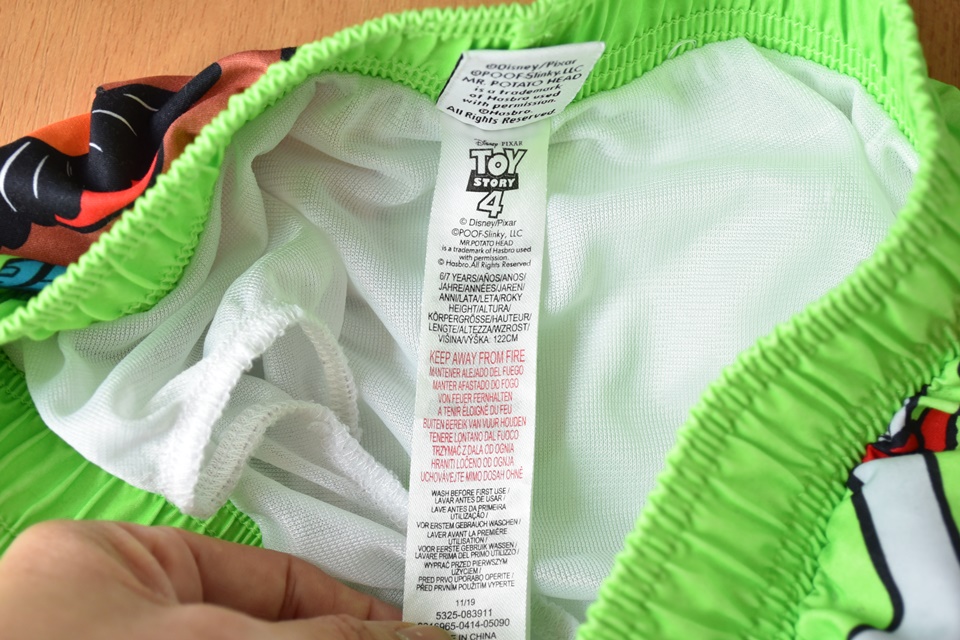 ©Disney/Pixar
©POOF-Slinky, LLC
MR. POTATO HEAD
is a trademark
of Hasbro used
with permission.
©Hasbro.
All Rights Reserved.
Disney PIXAR
TOY
STORY
4
© Disney/Pixar
©POOF-Slinky, LLC
MR.POTATO HEAD
is a trademark of Hasbro used
with permission.
© Hasbro.All Rights Reserved
6/7 YEARS/AÑOS/ANOS/
JAHRE/ANNÉES/JAREN/
ANNI/LATA/LETA/ROKY
HEIGHT/ALTURA/
KÖRPERGRÖSSE/HAUTEUR/
LENGTE/ALTEZZA/WZROST/
VIŠINA/VÝŠKA: 122CM
KEEP AWAY FROM FIRE
MANTENER ALEJADO DEL FUEGO
MANTER AFASTADO DO FOGO
VON FEUER FERNHALTEN
A TENIR ÉLOIGNÉ DU FEU
BUITEN BEREIK VAN VUUR HOUDEN
TENERE LONTANO DAL FUOCO
TRZYMAĆ Z DALA OD OGNIA
HRANITI LOČENO OD OGNJA
UCHOVÁVEJTE MIMO DOSAH OHNĚ
WASH BEFORE FIRST USE /
LAVAR ANTES DE USAR /
LAVE ANTES DA PRIMEIRA
UTILIZAÇÃO /
VOR ERSTEM GEBRAUCH WASCHEN /
LAVER AVANT LA PREMIÈRE
UTILISATION /
VOOR EERSTE GEBRUIK WASSEN /
LAVARE PRIMA DEL PRIMO UTILIZZO /
WYPRAĆ PRZED PIERWSZYM
UŻYCIEM /
PRED PRVO UPORABO OPERITE /
PŘED PRVNÍM POUŽITÍM VYPERTE
11/19
5325-083911
6965-0414-05090
IN CHINA